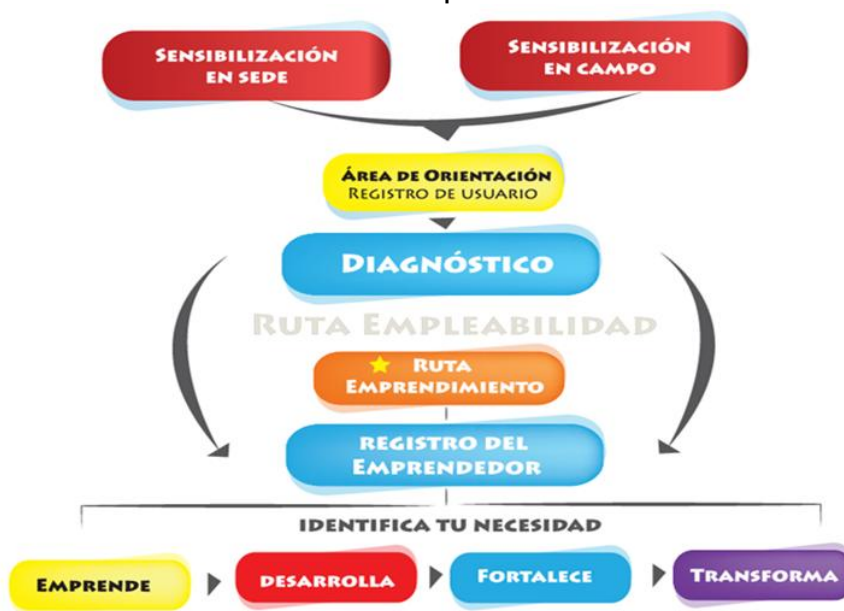 SENSIBILIZACIÓN
EN SEDE
SENSIBILIZACIÓN
EN CAMPO
ÁREA DE ORIENTACIÓN
REGISTRO DE USUARIO
DIAGNÓSTICO
RUTA EMPLEABILIDAD
RUTA
EMPRENDIMIENTO
REGISTRO DEL
EMPRENDEDOR
IDENTIFICA TU NECESIDAD
EMPRENDE
DESARROLLA
FORTALECE
TRANSFORMA